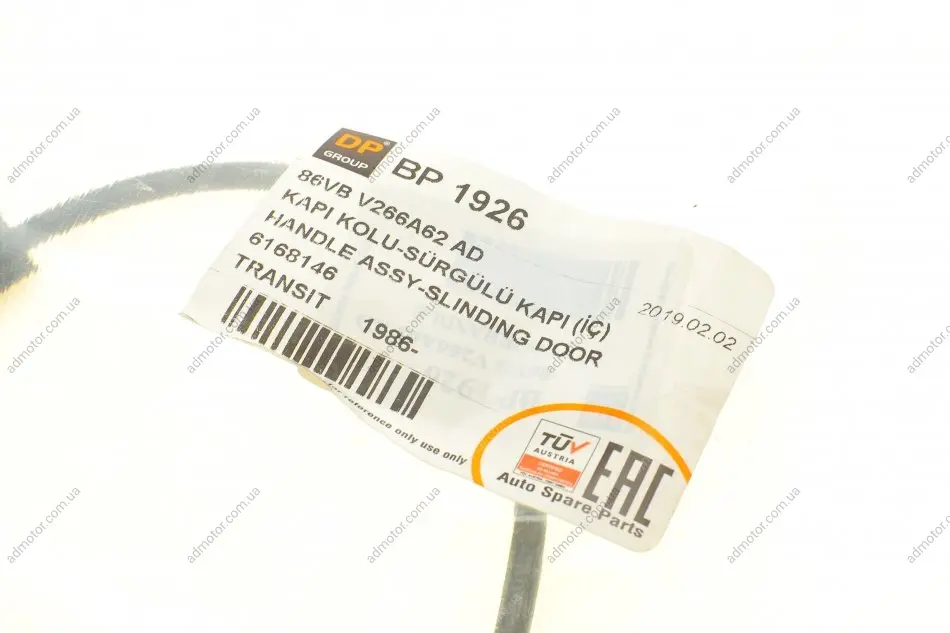 DP®
GROUP
BP 1926
86VB V266A62 AD
KAPI KOLU-SÜRGÜLÜ KAPI (İÇ)
HANDLE ASSY-SLINDING DOOR
6168146
TRANSIT
1986-
2019.02.02
for reference only use only
TÜV
AUSTRIA
EAC
Auto Spare Parts
admotor.com.ua